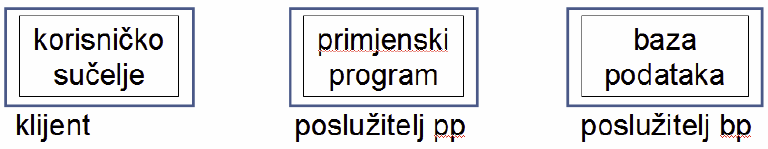 korisničko
sučelje
klijent
primjenski
program
poslužitelj pp
baza
podataka
poslužitelj bp